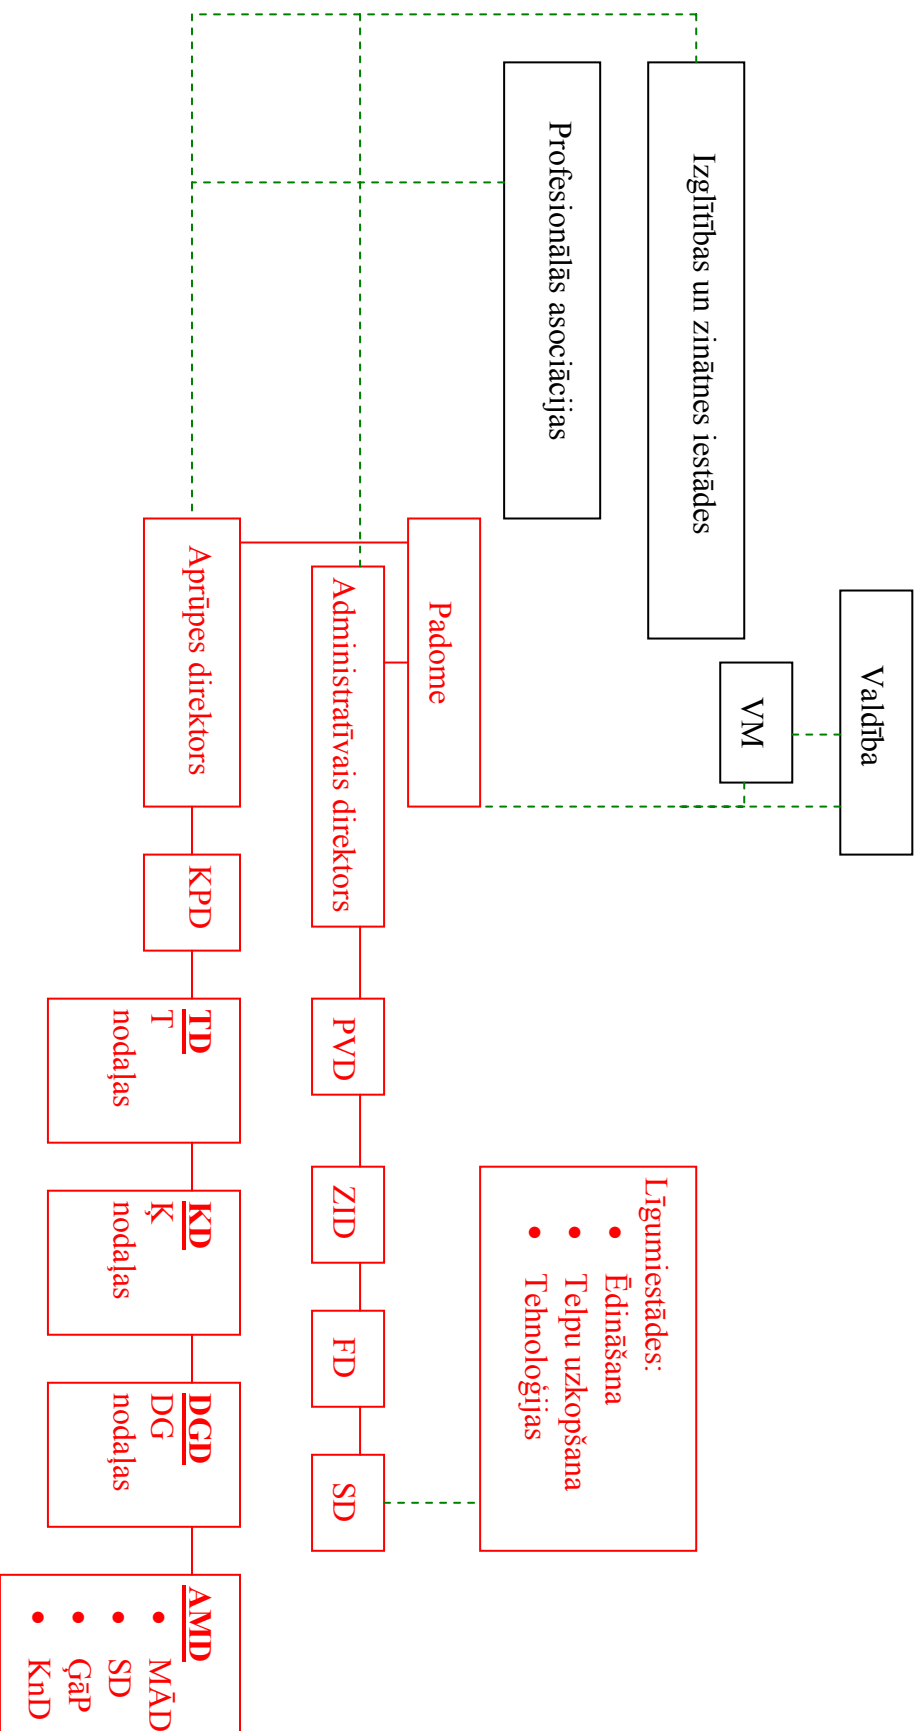 Valdība
VM
Izglītības un zinātnes iestādes
Profesionālās asociācijas
Līgumiestādes:
• Ēdināšana
• Telpu uzkopšana
• Tehnoloģijas
Padome
Administratīvais direktors
PVD
ZID
FD
SD
Aprūpes direktors
KPD
TD
T
nodaļas
KD
Ķ
nodaļas
DGD
DG
nodaļas
AMD
• MĀD
• SD
• ĢāP
• KnD